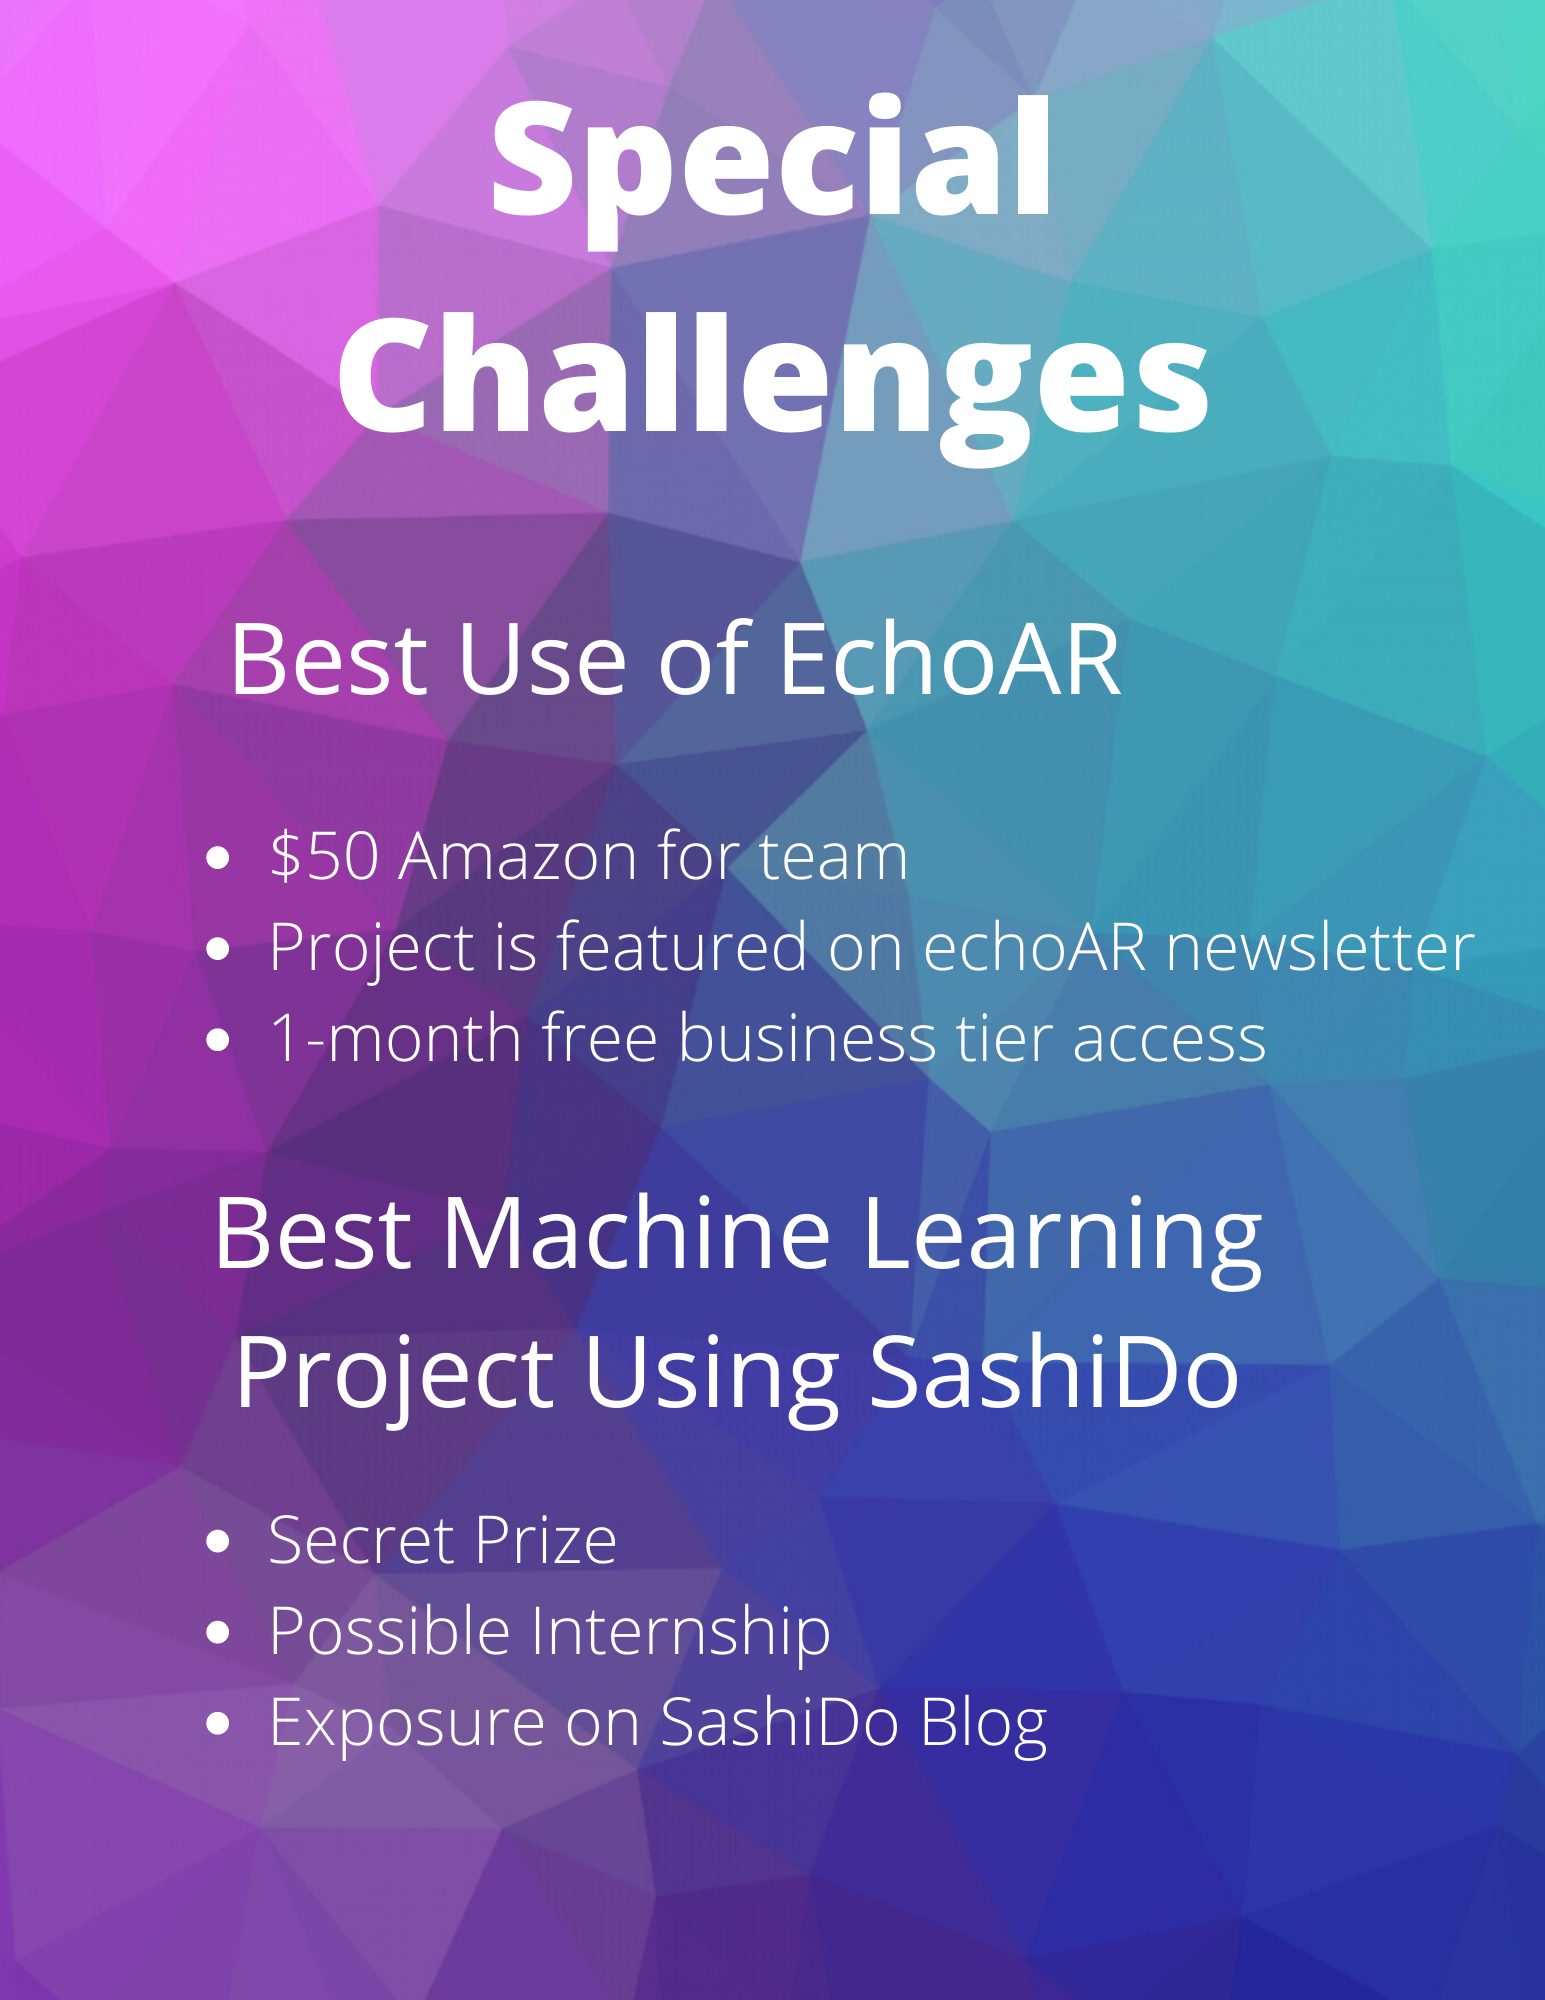 Special
Challenges
Best Use of EchoAR
• $50 Amazon for team
• Project is featured on echoAR newsletter
• 1-month free business tier access
Best Machine Learning
Project Using SashiDo
• Secret Prize
• Possible Internship
• Exposure on SashiDo Blog